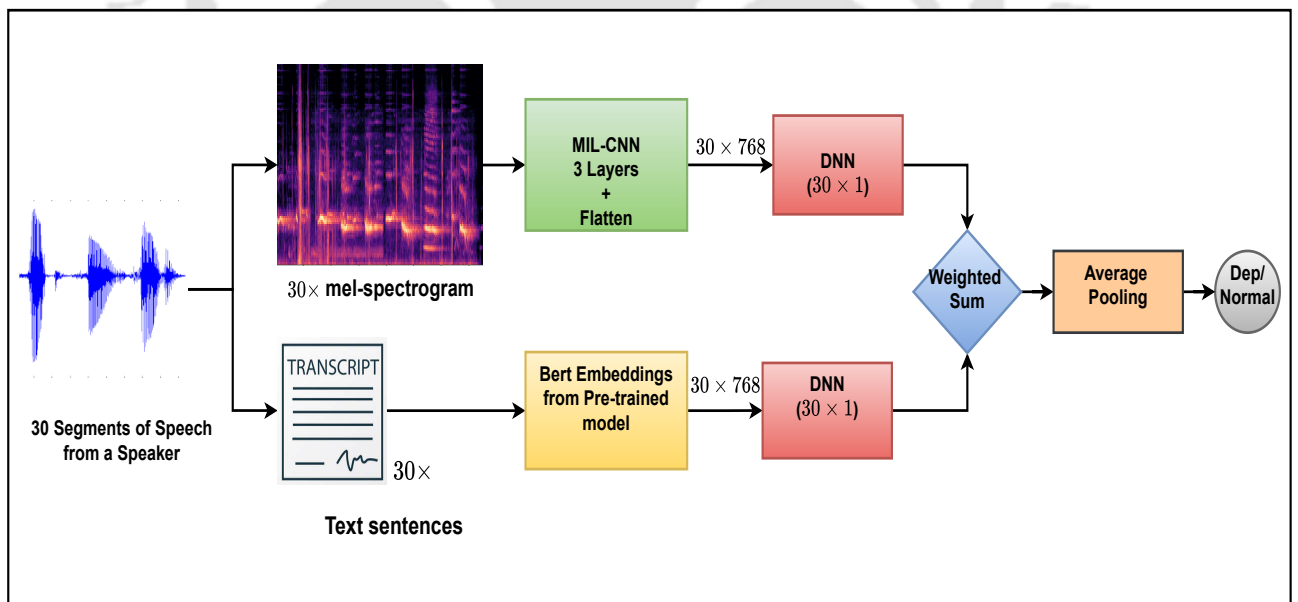 30 Segments of Speech
from a Speaker
30× mel-spectrogram
TRANSCRIPT
30×
Text sentences
MIL-CNN
3 Layers
+
Flatten
30 × 768
DNN
(30 × 1)
Bert Embeddings
from Pre-trained
model
30 × 768
DNN
(30 × 1)
Weighted
Sum
Average
Pooling
Dep/
Normal